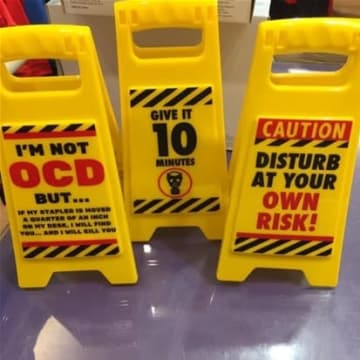 I'M NOT
OCD
BUT...
IF MY STAPLER IS MOVED
A QUARTER OF AN INCH
ON MY DESK, I WILL FIND
YOU... AND I WILL KILL YOU
GIVE IT
10
MINUTES
CAUTION
DISTURB
AT YOUR
OWN
RISK!